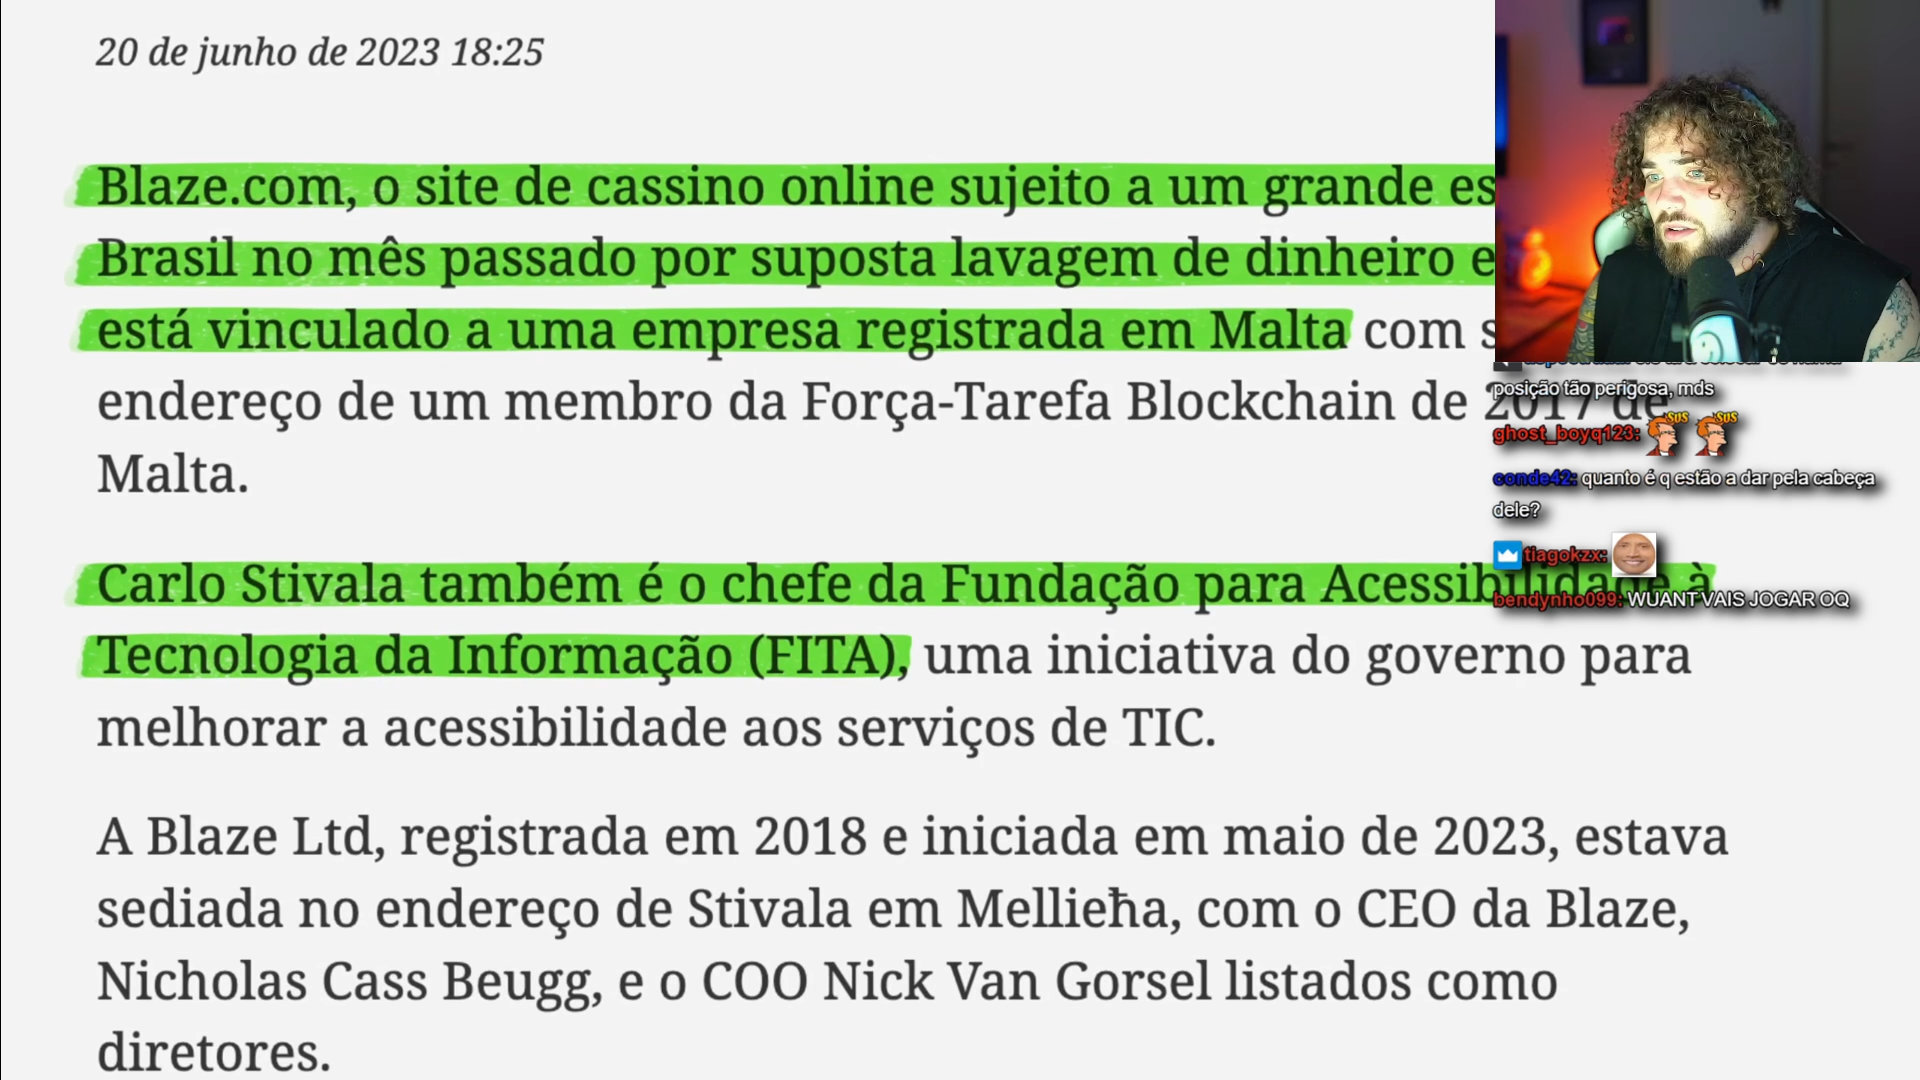 20 de junho de 2023 18:25
Blaze.com, o site de cassino online sujeito a um grande
Brasil no mês passado por suposta lavagem de dinheiro
está vinculado a uma empresa registrada em Malta com
endereço de um membro da Força-Tarefa Blockchain de 2017 de
Malta.
Carlo Stivala também é o chefe da Fundação para Acessibilidade à
Tecnologia da Informação (FITA), uma iniciativa do governo para
melhorar a acessibilidade aos serviços de TIC.
A Blaze Ltd, registrada em 2018 e iniciada em maio de 2023, estava
sediada no endereço de Stivala em Mellieħa, com o CEO da Blaze,
Nicholas Cass Beugg, e o COO Nick Van Gorsel listados como
diretores.
posição tão perigosa, mds
ghost_boyq123: SUS SUS
conde42: quanto é q estão a dar pela cabeça
dele?
tiagokzx:
bendynho099: WUANT VAIS JOGAR OQ